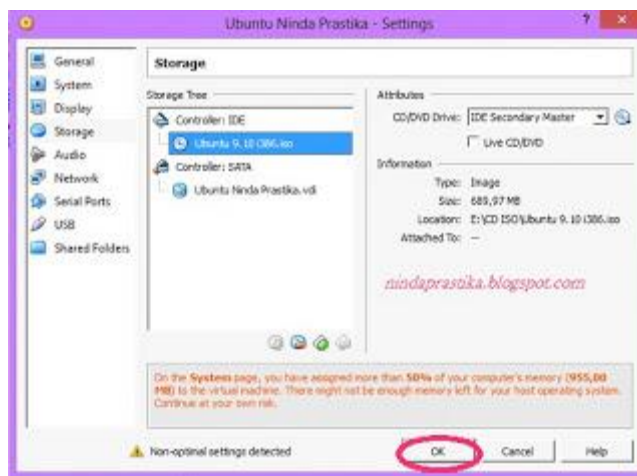 Ubuntu Ninda Prastika - Settings
?
General
System
Display
Storage
Audio
Network
Serial Ports
USB
Shared Folders
Storage
Storage Tree
Controller: IDE
Ubuntu 9.10 i386.iso
Controller: SATA
Ubuntu Ninda Prastika.vdi
Attributes
CD/DVD Drive: IDE Secondary Master
Live CD/DVD
Information
Type: Image
Size: 689,97 MB
Location: E:\CD ISO\Ubuntu 9.10 i386.iso
Attached To: --
nindaprastika.blogspot.com
On the System page, you have assigned more than 50% of your computer's memory (955,00
MB) to the virtual machine. There might not be enough memory left for your host operating system.
Continue at your own risk.
Non-optimal settings detected
OK
Cancel
Help